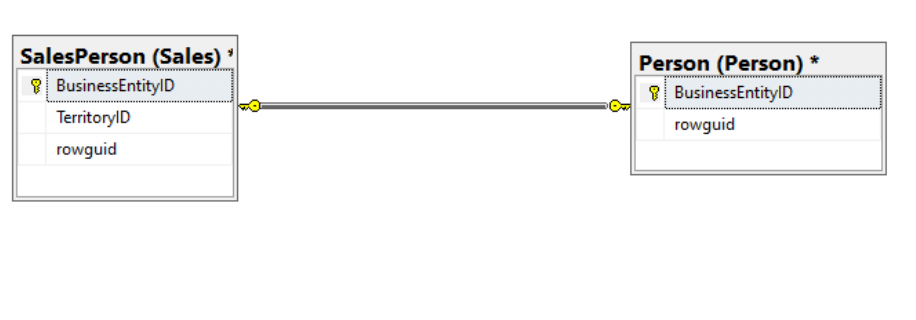 SalesPerson (Sales) *
BusinessEntityID
TerritoryID
rowguid
Person (Person) *
BusinessEntityID
rowguid